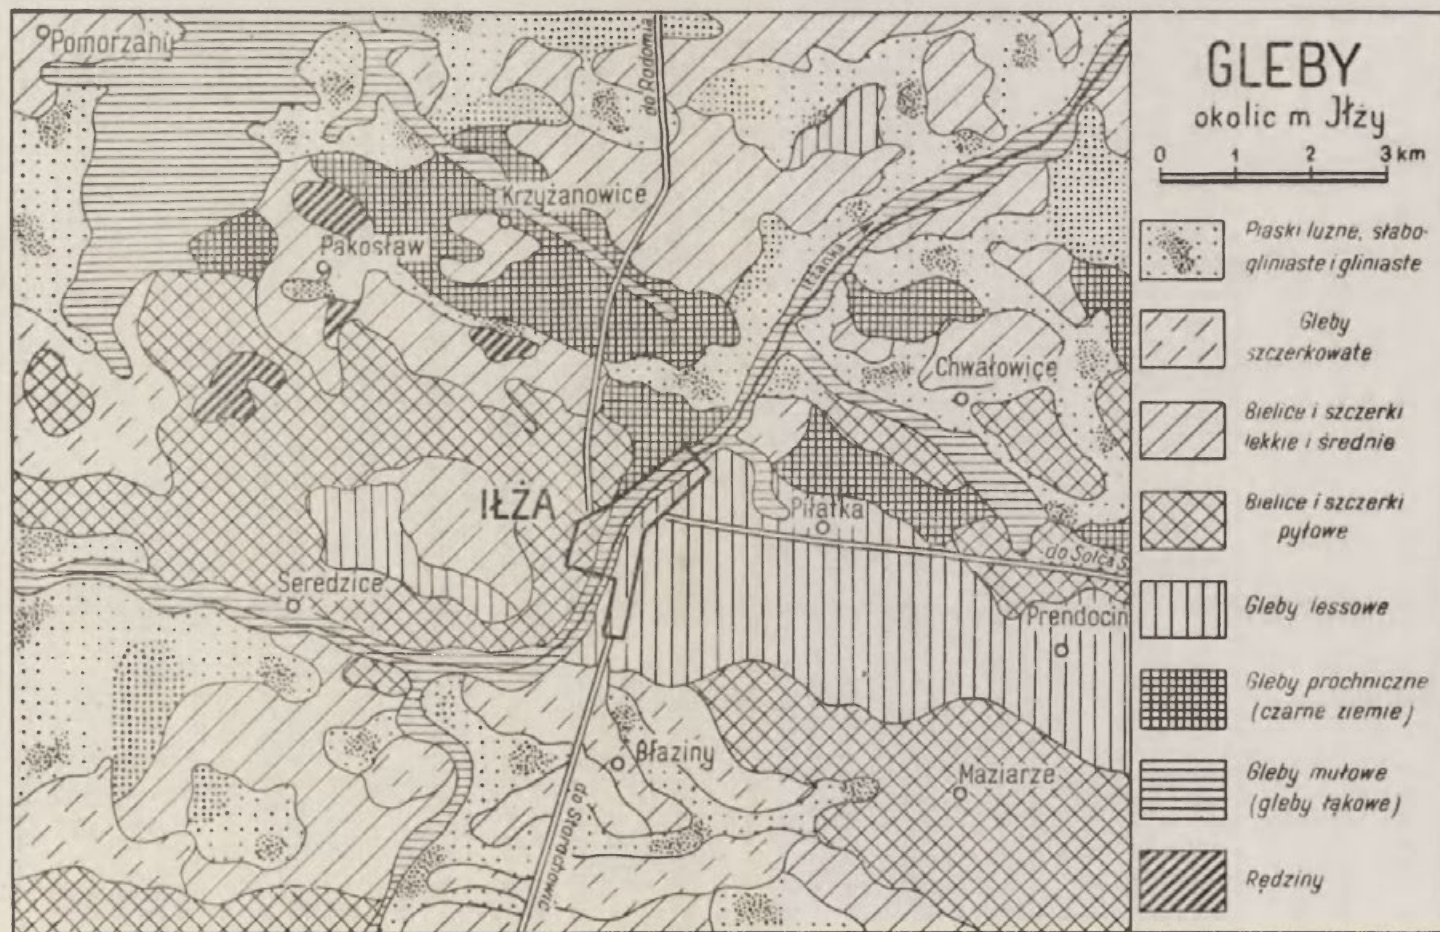 Pomorzany
do Radomia
Krzyżanowice
Pakosław
Iłżanka
Chwałowice
IŁŻA
Piłatka
do Solca S.
Seredzice
Prendocin
Błaziny
Maziarze
do Starachowic
GLEBY
okolic m Jłży
0 1 2 3 km
Piaski luźne, słabo-
gliniaste i gliniaste
Gleby
szczerkowate
Bielice i szczerki
lekkie i średnie
Bielice i szczerki
pyłowe
Gleby lessowe
Gleby próchniczne
(czarne ziemie)
Gleby mułowe
(gleby łąkowe)
Rędziny